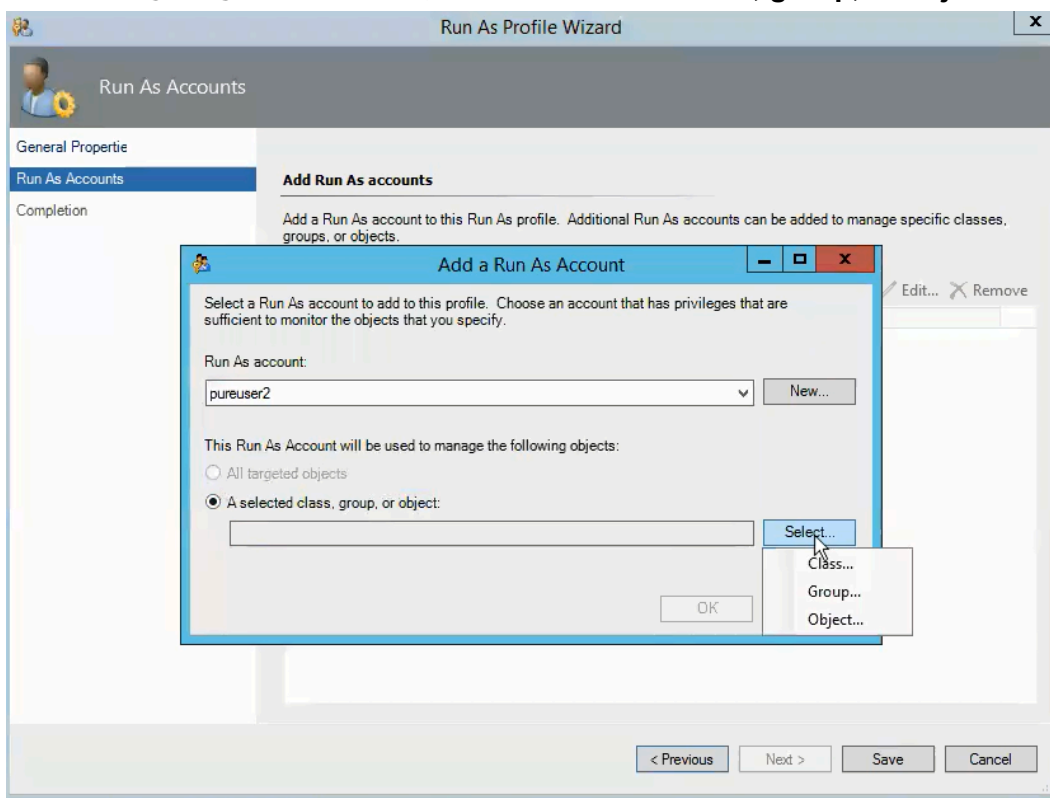 Run As Profile Wizard
x
Run As Accounts
General Propertie
Run As Accounts
Completion
Add Run As accounts
Add a Run As account to this Run As profile. Additional Run As accounts can be added to manage specific classes,
groups, or objects.
Edit... Remove
Add a Run As Account
x
Select a Run As account to add to this profile. Choose an account that has privileges that are
sufficient to monitor the objects that you specify.
Run As account:
pureuser2
New...
This Run As Account will be used to manage the following objects:
All targeted objects
A selected class, group, or object:
Select...
Class...
Group...
Object...
OK
< Previous
Next >
Save
Cancel